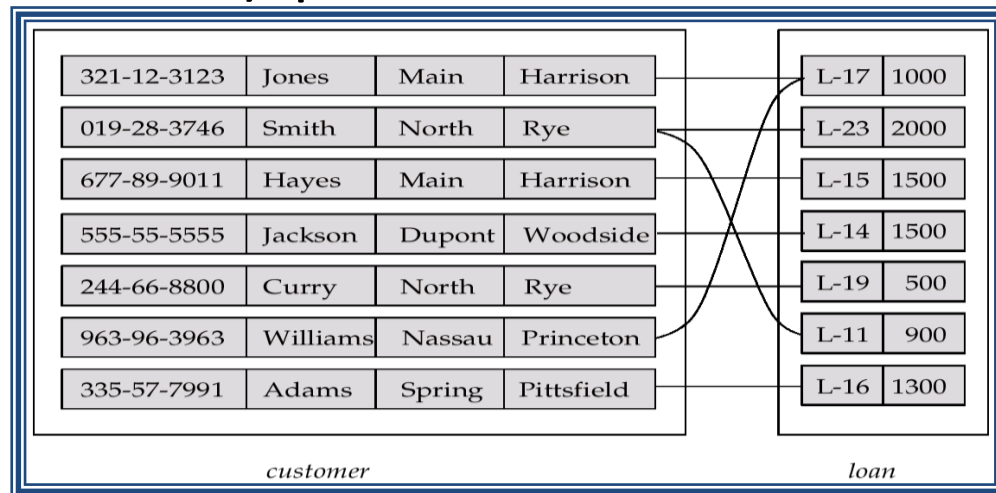 321-12-3123 Jones Main Harrison L-17 1000
019-28-3746 Smith North Rye L-23 2000
677-89-9011 Hayes Main Harrison L-15 1500
555-55-5555 Jackson Dupont Woodside L-14 1500
244-66-8800 Curry North Rye L-19 500
963-96-3963 Williams Nassau Princeton L-11 900
335-57-7991 Adams Spring Pittsfield L-16 1300
customer loan